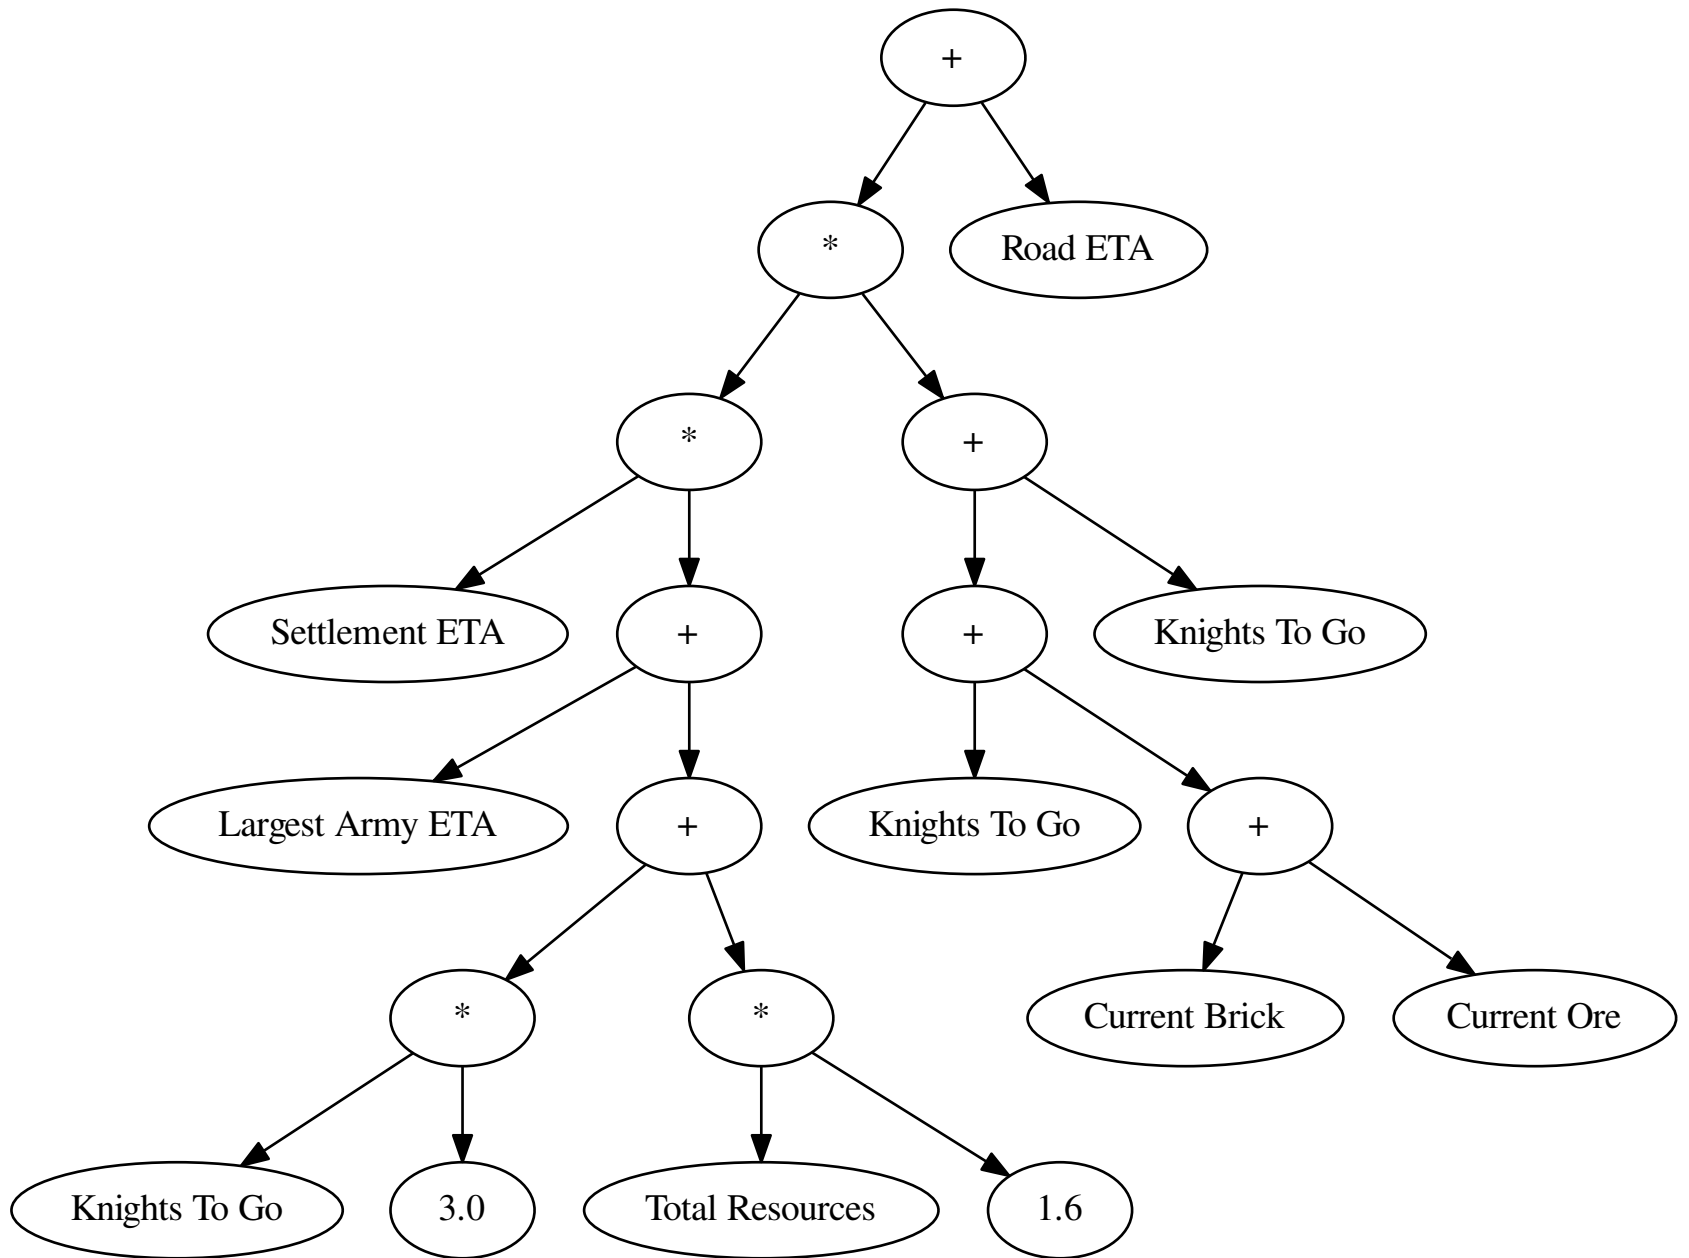 +
*
Road ETA
*
+
Settlement ETA
+
+
Knights To Go
Largest Army ETA
+
Knights To Go
+
*
*
Current Brick
Current Ore
Knights To Go
3.0
Total Resources
1.6